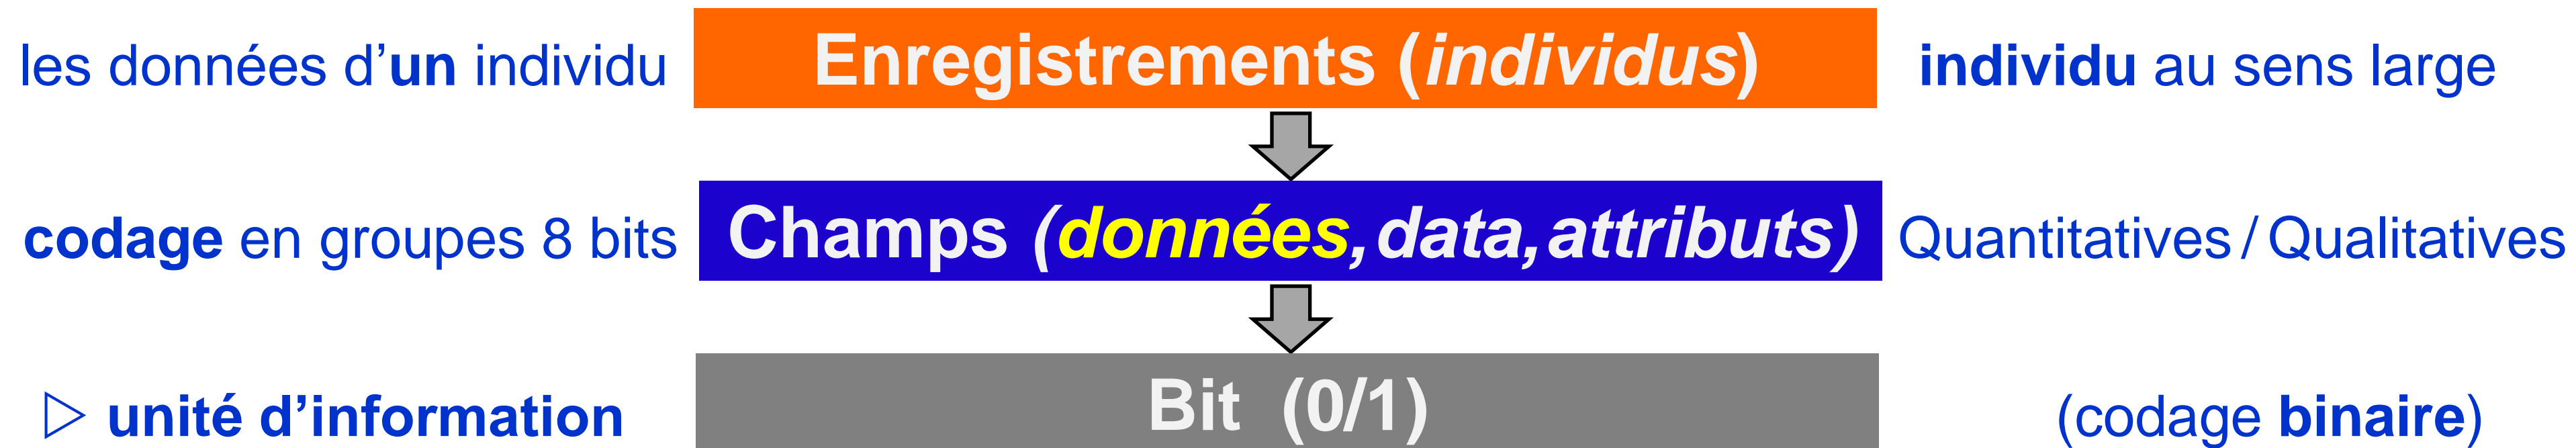 les données d’un individu Enregistrements (individus) individu au sens large
codage en groupes 8 bits Champs (données, data, attributs) Quantitatives / Qualitatives
▷ unité d’information Bit (0/1) (codage binaire)